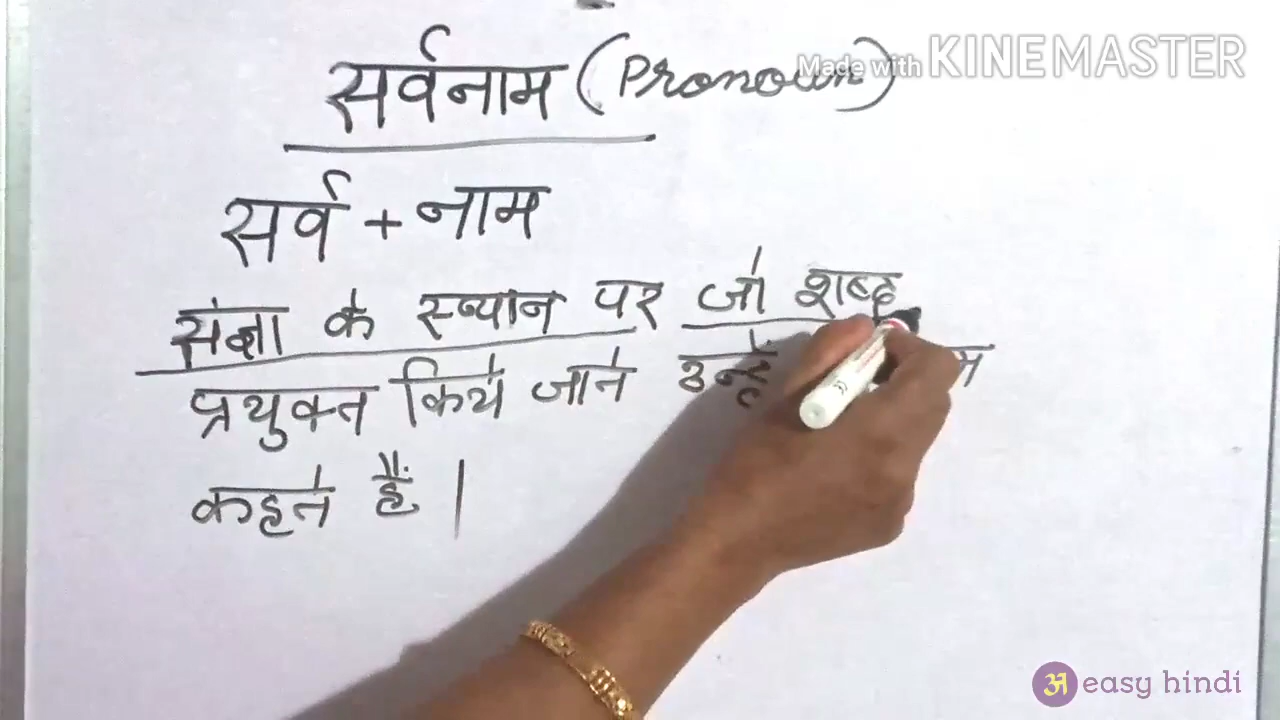 सर्वनाम (Pronoun)
Made with KINEMASTER
सर्व + नाम
संज्ञा के स्थान पर जो शब्द
प्रयुक्त किये जाने उन्हें
कहते हैं |
अ easy hindi